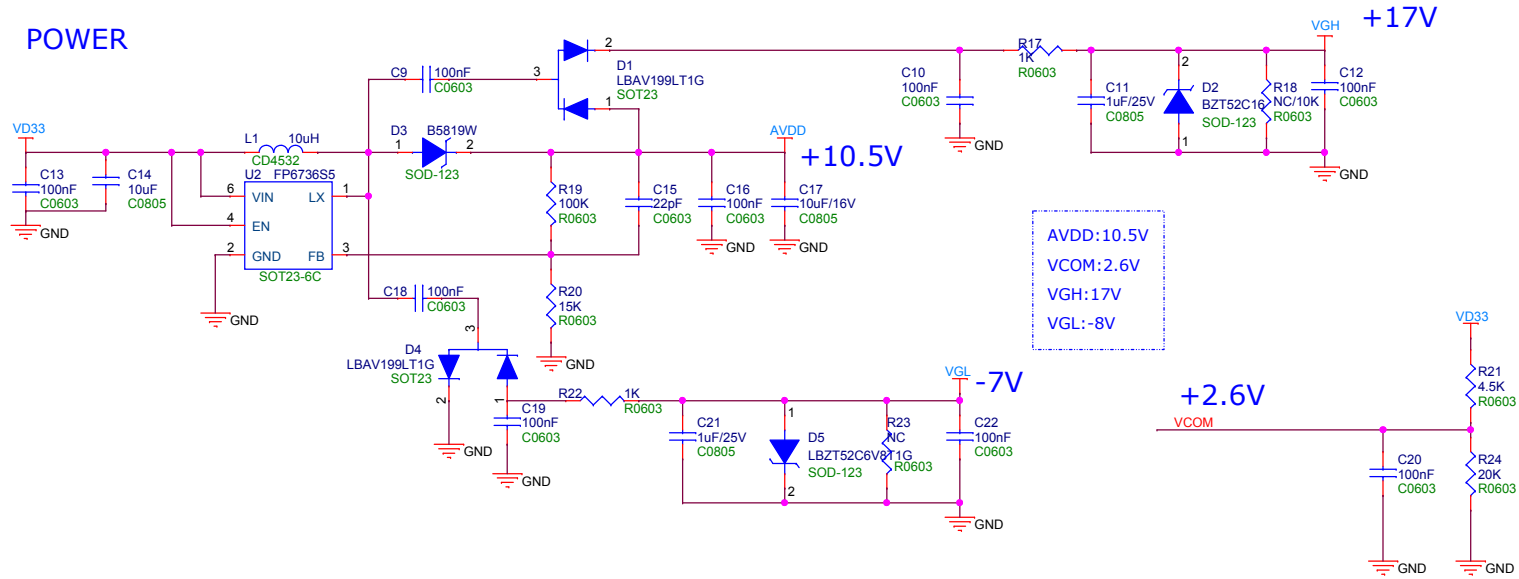 POWER
VD33
C13
100nF
C0603
GND
C14
10uF
C0805
L1 10uH
CD4532
U2 FP6736S5
6 VIN LX 1
4 EN
2 GND FB 3
SOT23-6C
GND
C9 100nF
C0603
3
2
1
D1
LBAV199LT1G
SOT23
D3 B5819W
1 2
SOD-123
R19
100K
R0603
C15
22pF
C0603
C16
100nF
C0603
GND
AVDD
+10.5V
C17
10uF/16V
C0805
GND
R20
15K
R0603
GND
C18 100nF
C0603
3
D4
LBAV199LT1G
SOT23
2
1
GND
C19
100nF
C0603
GND
R22 1K
R0603
C21
1uF/25V
C0805
1
D5
LBZT52C6V8T1G
SOD-123
2
R23
NC
R0603
VGL
-7V
C22
100nF
C0603
GND
C10
100nF
C0603
GND
R17
1K
R0603
C11
1uF/25V
C0805
2
D2
BZT52C16
SOD-123
1
R18
NC/10K
R0603
VGH
+17V
C12
100nF
C0603
GND
AVDD:10.5V
VCOM:2.6V
VGH:17V
VGL:-8V
VD33
R21
4.5K
R0603
+2.6V
VCOM
C20
100nF
C0603
GND
R24
20K
R0603
GND